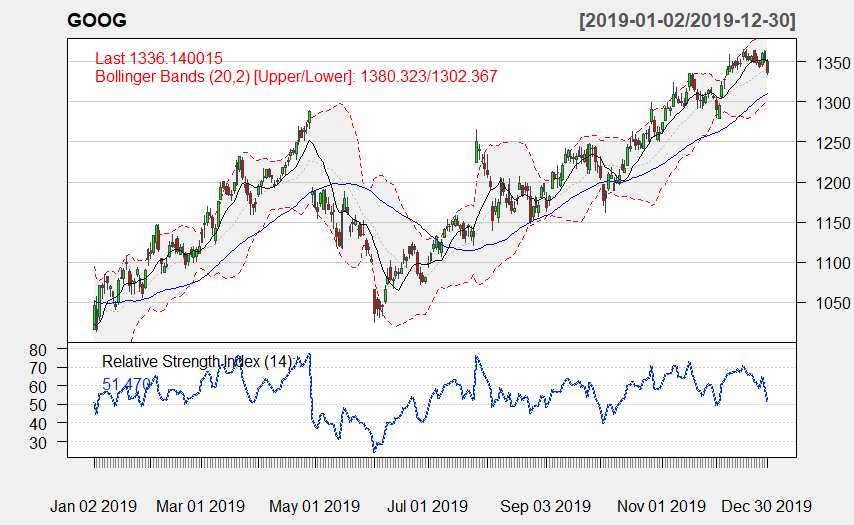 GOOG [2019-01-02/2019-12-30]
Last 1336.140015
Bollinger Bands (20,2) [Upper/Lower]: 1380.323/1302.367
1350
1300
1250
1200
1150
1100
1050
Relative Strength Index (14)
51.470
80
70
60
50
40
30
Jan 02 2019 Mar 01 2019 May 01 2019 Jul 01 2019 Sep 03 2019 Nov 01 2019 Dec 30 2019